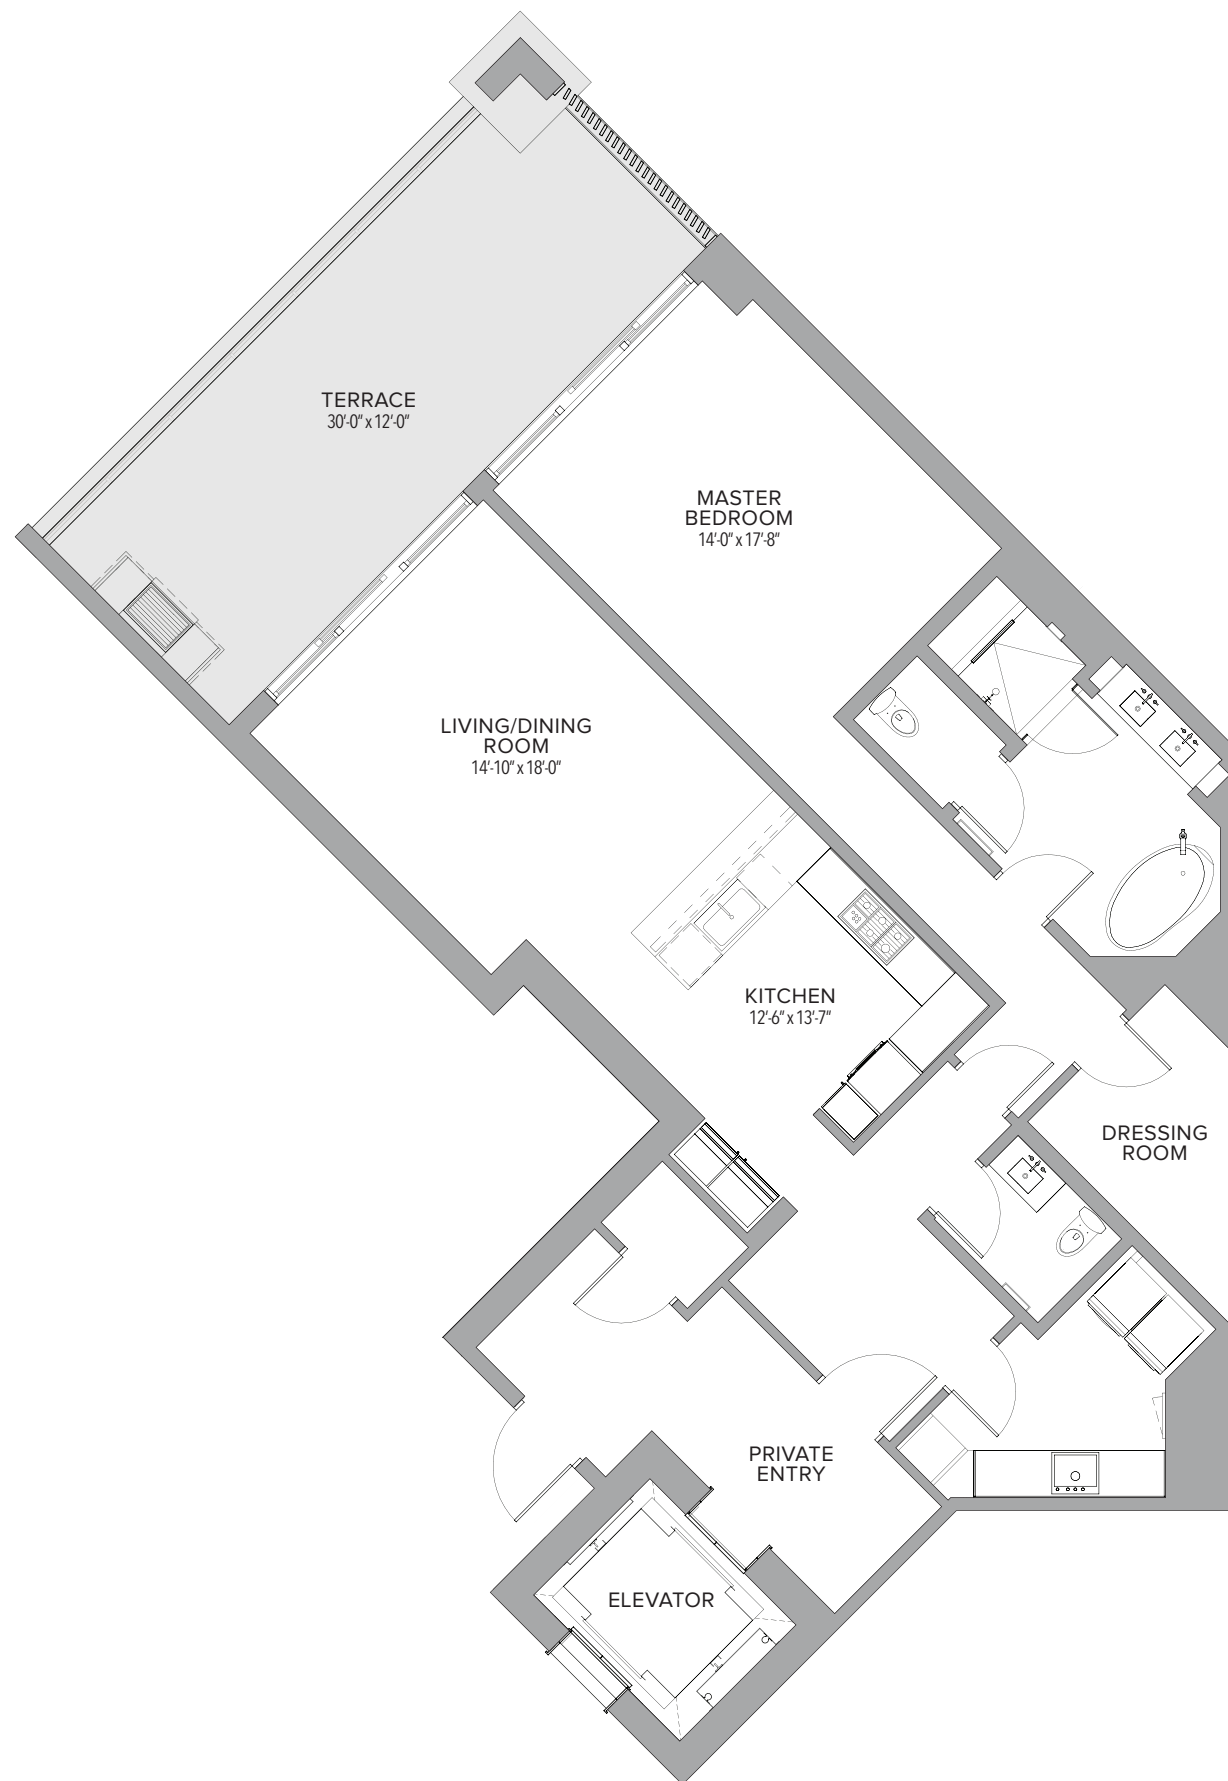 TERRACE
30'-0" x 12'-0"
MASTER
BEDROOM
14'-0" x 17'-8"
LIVING/DINING
ROOM
14'-10" x 18'-0"
KITCHEN
12'-6" x 13'-7"
DRESSING
ROOM
PRIVATE
ENTRY
ELEVATOR